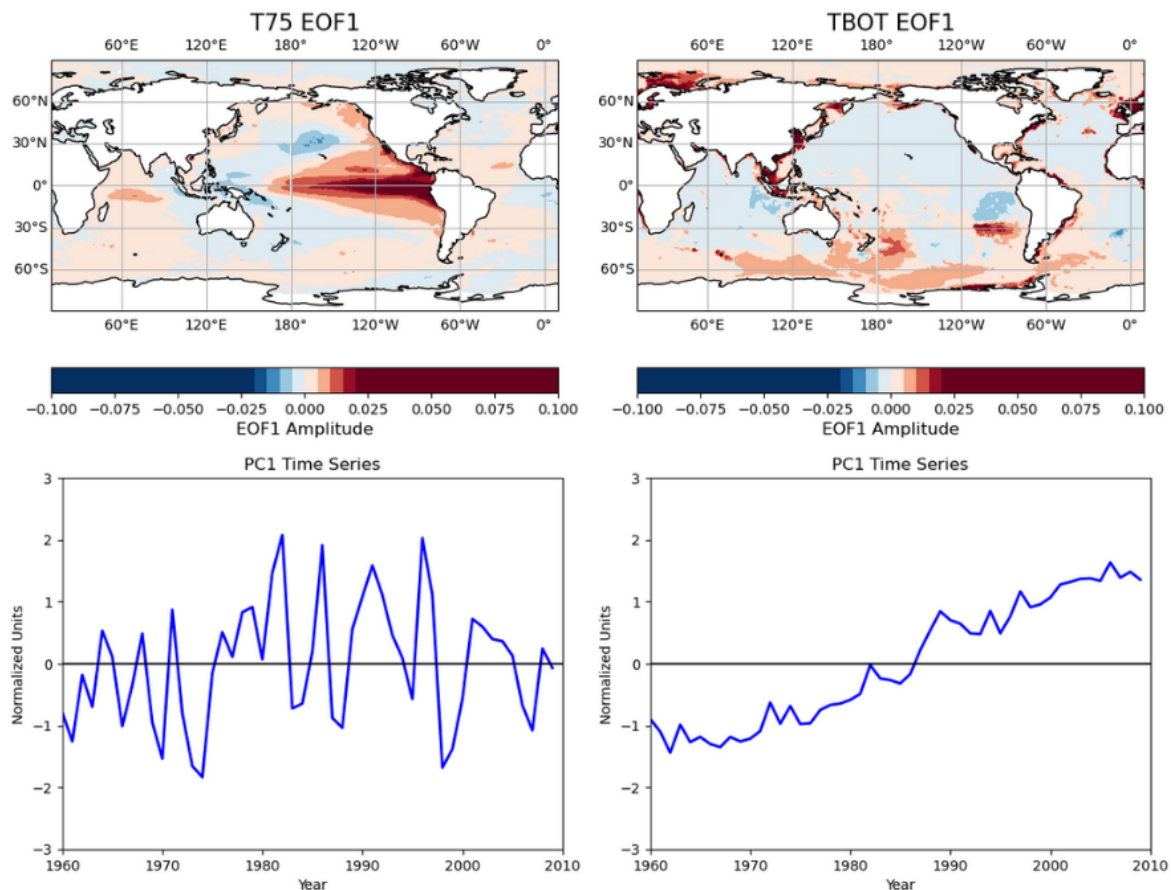 T75 EOF1
60°E 120°E 180° 120°W 60°W 0°
60°N
30°N
0°
30°S
60°S
60°E 120°E 180° 120°W 60°W 0°
−0.100 −0.075 −0.050 −0.025 0.000 0.025 0.050 0.075 0.100
EOF1 Amplitude
TBOT EOF1
60°E 120°E 180° 120°W 60°W 0°
60°N
30°N
0°
30°S
60°S
60°E 120°E 180° 120°W 60°W 0°
−0.100 −0.075 −0.050 −0.025 0.000 0.025 0.050 0.075 0.100
EOF1 Amplitude
PC1 Time Series
Normalized Units
3
2
1
0
−1
−2
−3
1960 1970 1980 1990 2000 2010
Year
PC1 Time Series
Normalized Units
3
2
1
0
−1
−2
−3
1960 1970 1980 1990 2000 2010
Year